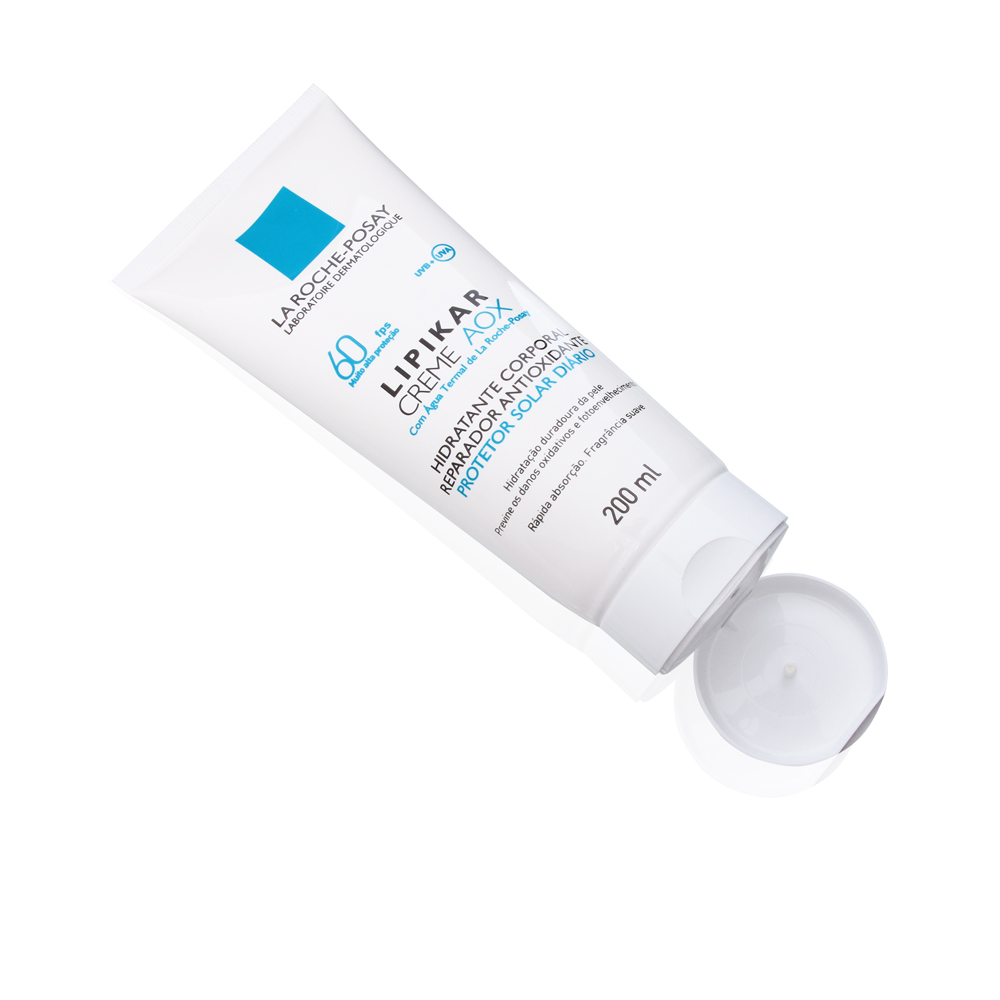 LA ROCHE-POSAY
LABORATOIRE DERMATOLOGIQUE
UVB + UVA
60 fps
Muito alta proteção
LIPIKAR
CREME AOX
Com Água Termal de La Roche-Posay
HIDRATANTE CORPORAL
REPARADOR ANTIOXIDANTE
PROTETOR SOLAR DIÁRIO
Hidratação duradoura da pele
Previne os danos oxidativos e fotoenvelhecimento
Rápida absorção. Fragrância suave
200 ml